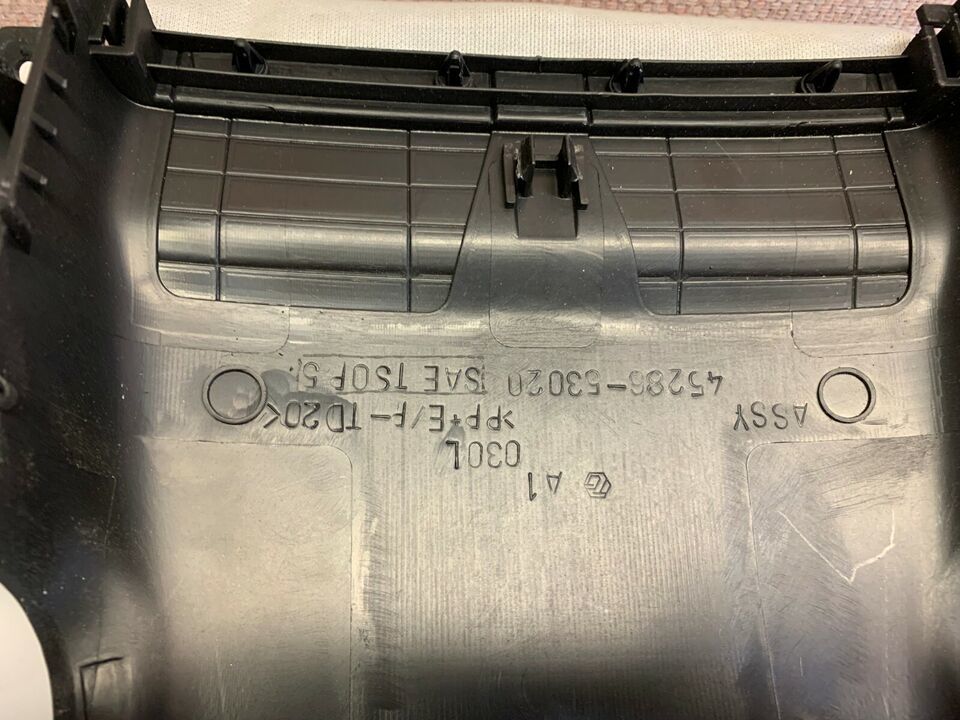 A1
030L
ASSY >PP+E/F-TD20<
45286-53020 SAE TSOP 5